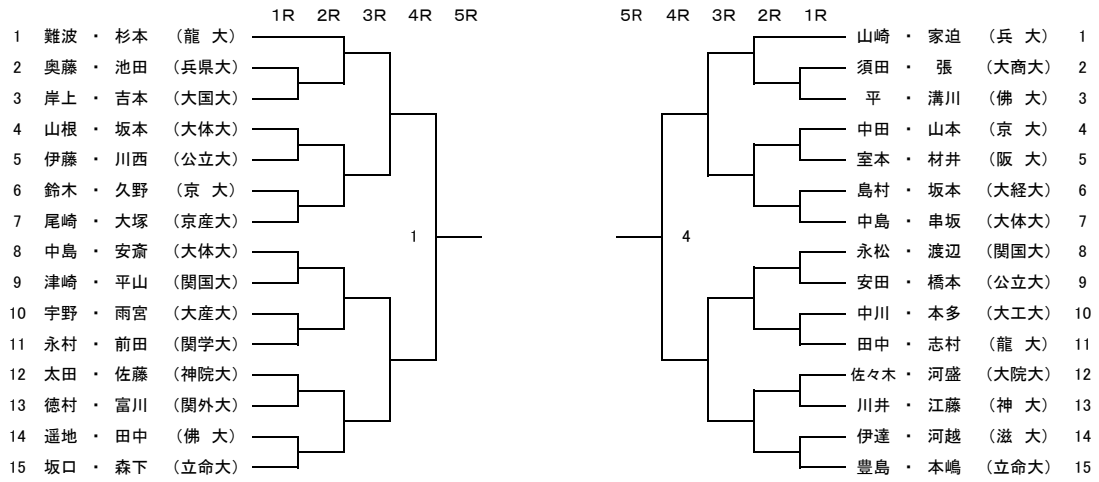 1R 2R 3R 4R 5R 5R 4R 3R 2R 1R
1 難波 ・ 杉本 (龍 大) 山崎 ・ 家迫 (兵 大) 1
2 奥藤 ・ 池田 (兵県大) 須田 ・ 張 (大商大) 2
3 岸上 ・ 吉本 (大国大) 平 ・ 溝川 (佛 大) 3
4 山根 ・ 坂本 (大体大) 中田 ・ 山本 (京 大) 4
5 伊藤 ・ 川西 (公立大) 室本 ・ 材井 (阪 大) 5
6 鈴木 ・ 久野 (京 大) 島村 ・ 坂本 (大経大) 6
7 尾崎 ・ 大塚 (京産大) 中島 ・ 串坂 (大体大) 7
1 4
8 中島 ・ 安斎 (大体大) 永松 ・ 渡辺 (関国大) 8
9 津崎 ・ 平山 (関国大) 安田 ・ 橋本 (公立大) 9
10 宇野 ・ 雨宮 (大産大) 中川 ・ 本多 (大工大) 10
11 永村 ・ 前田 (関学大) 田中 ・ 志村 (龍 大) 11
12 太田 ・ 佐藤 (神院大) 佐々木 ・ 河盛 (大院大) 12
13 徳村 ・ 富川 (関外大) 川井 ・ 江藤 (神 大) 13
14 遥地 ・ 田中 (佛 大) 伊達 ・ 河越 (滋 大) 14
15 坂口 ・ 森下 (立命大) 豊島 ・ 本嶋 (立命大) 15